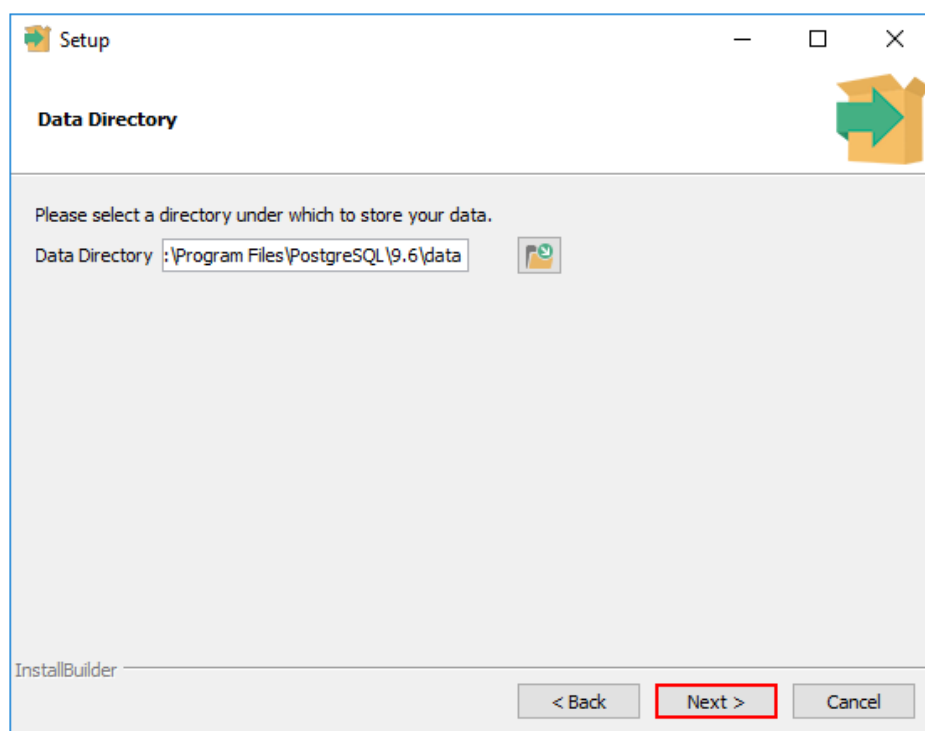 Setup
Data Directory
Please select a directory under which to store your data.
Data Directory :\Program Files\PostgreSQL\9.6\data
InstallBuilder
< Back Next > Cancel